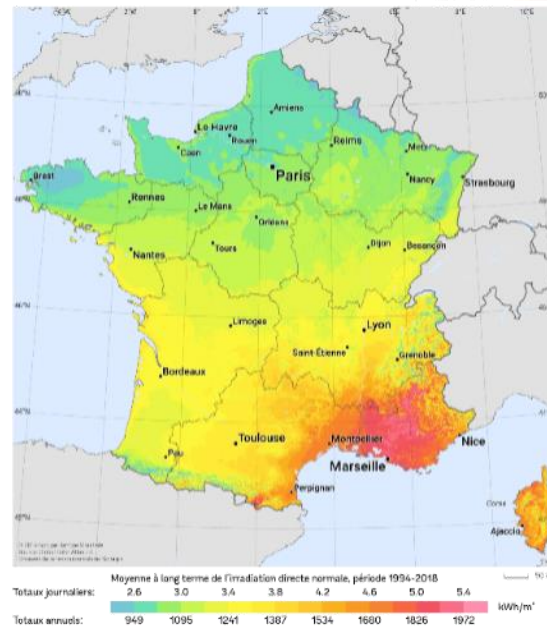 Amiens
Le Havre
Rouen
Caen
Reims
Metz
Paris
Nancy
Strasbourg
Brest
Rennes
Le Mans
Orléans
Nantes
Tours
Dijon
Besançon
Limoges
Lyon
Saint-Étienne
Grenoble
Bordeaux
Toulouse
Montpellier
Nice
Pau
Marseille
Perpignan
Ajaccio
Moyenne à long terme de l'irradiation directe normale, période 1994-2018
Totaux journaliers: 2.6 3.0 3.4 3.8 4.2 4.6 5.0 5.4
kWh/m²
Totaux annuels: 949 1095 1241 1387 1534 1680 1826 1972